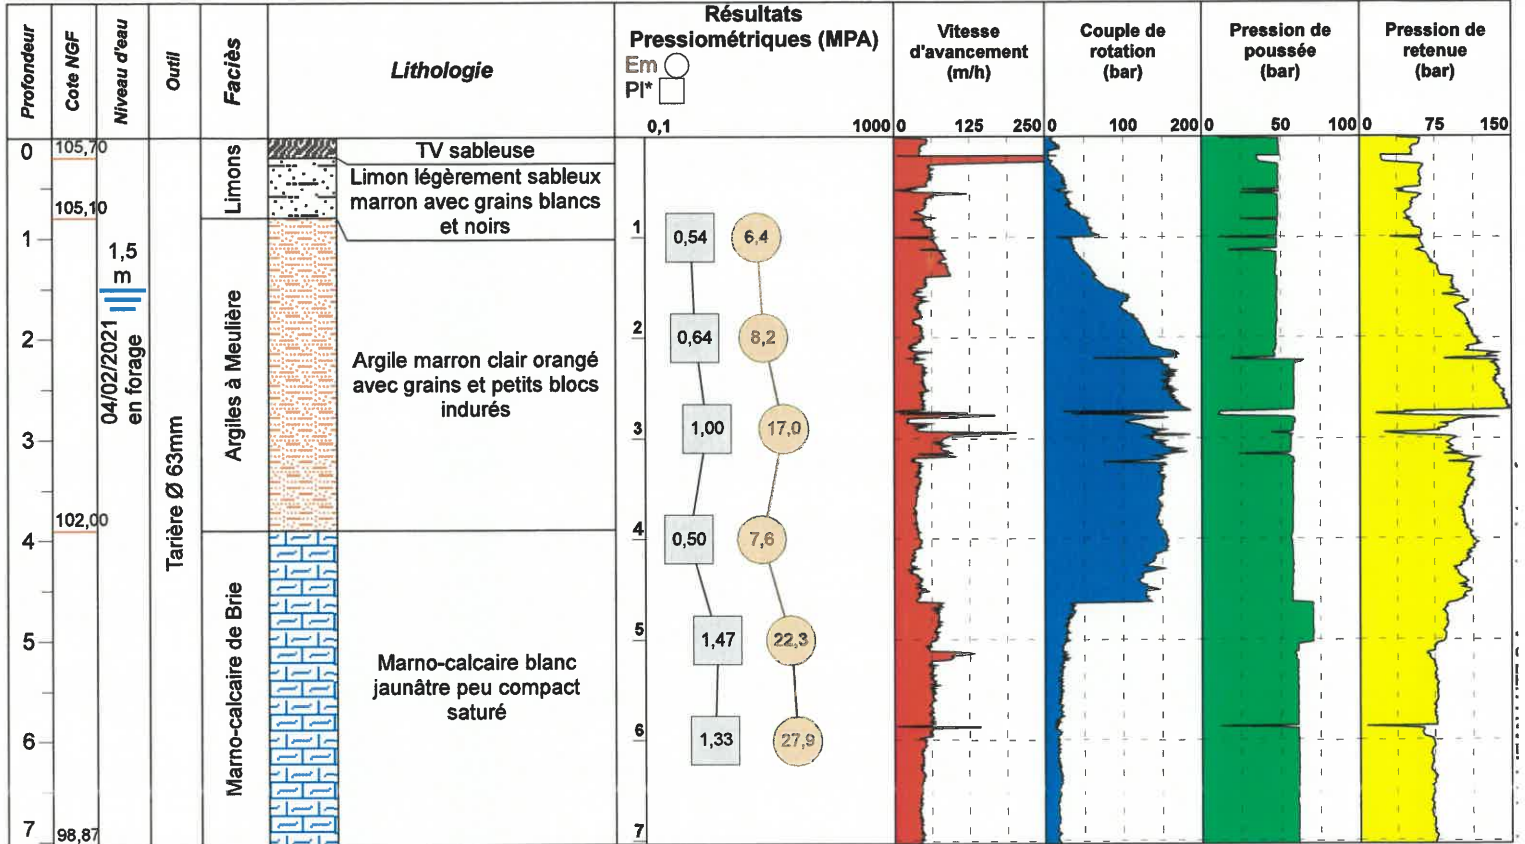 Profondeur
Cote NGF
Niveau d'eau
Outil
Faciès
Lithologie
Résultats
Pressiométriques (MPA)
Em
Pl*
0,1 1000
Vitesse
d'avancement
(m/h)
0 125 250
Couple de
rotation
(bar)
0 100 200
Pression de
poussée
(bar)
0 50 100
Pression de
retenue
(bar)
0 75 150
0
1
2
3
4
5
6
7
105,70
105,10
102,00
98,87
1,5
m
04/02/2021
en forage
Tarière Ø 63mm
Limons
Argiles à Meulière
Marno-calcaire de Brie
TV sableuse
Limon légèrement sableux
marron avec grains blancs
et noirs
Argile marron clair orangé
avec grains et petits blocs
indurés
Marno-calcaire blanc
jaunâtre peu compact
saturé
1
0,54 6,4
2
0,64 8,2
3
1,00 17,0
4
0,50 7,6
5
1,47 22,3
6
1,33 27,9
7